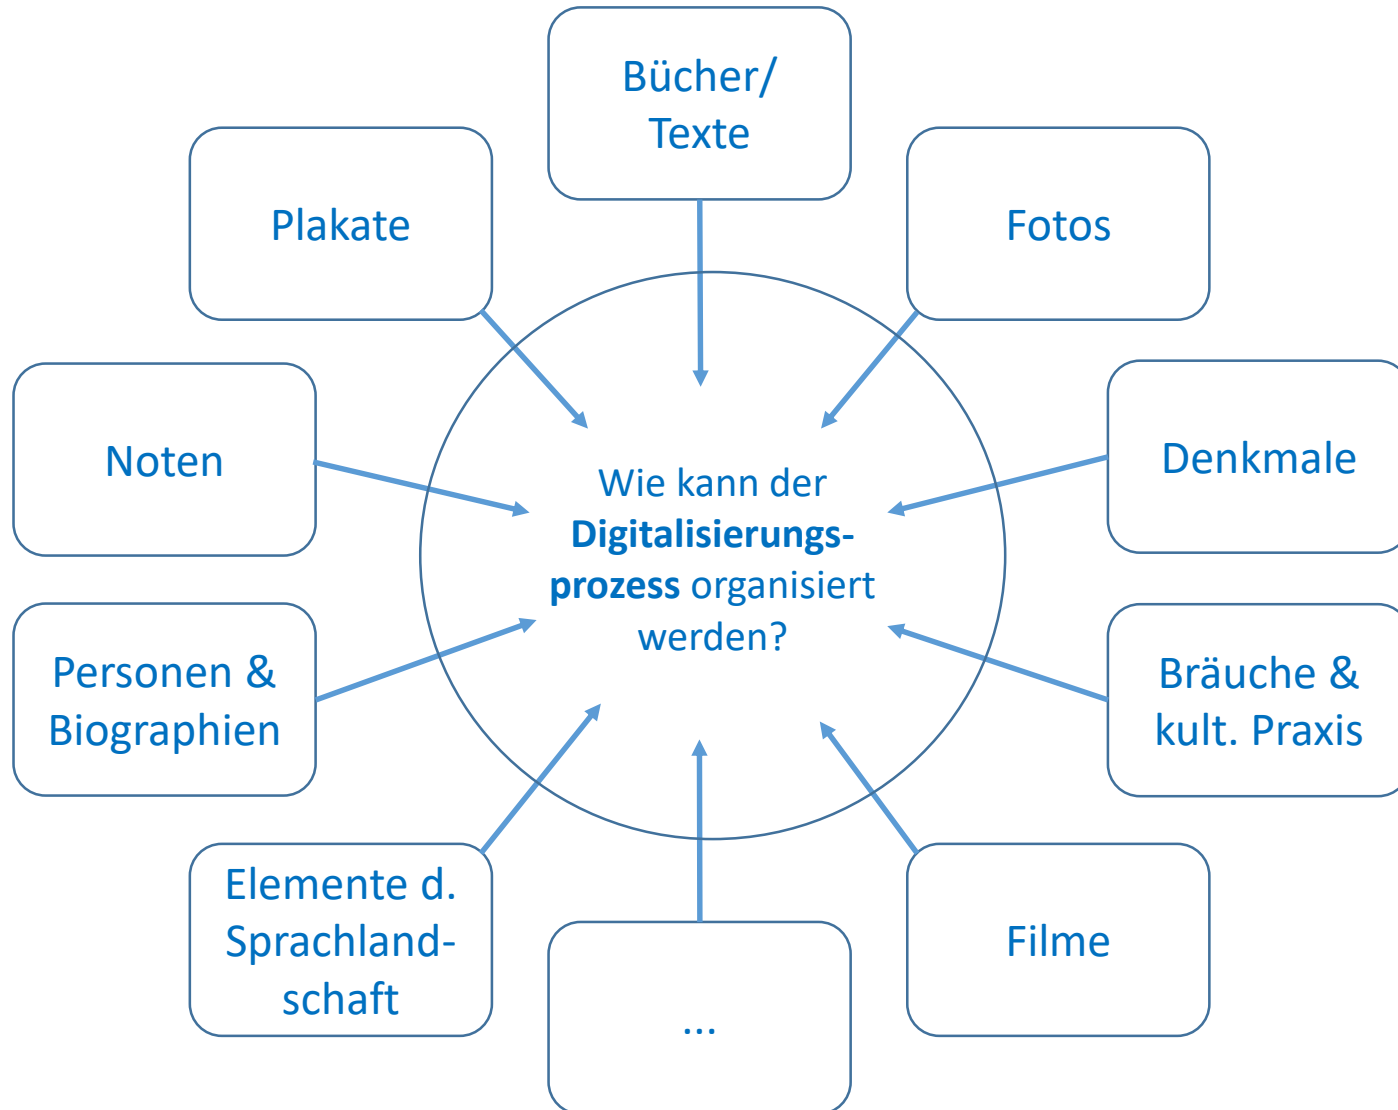 Bücher/
Texte
Plakate
Fotos
Noten
Denkmale
Wie kann der
Digitalisierungs-
prozess organisiert
werden?
Personen &
Biographien
Bräuche &
kult. Praxis
Elemente d.
Sprachland-
schaft
Filme
...